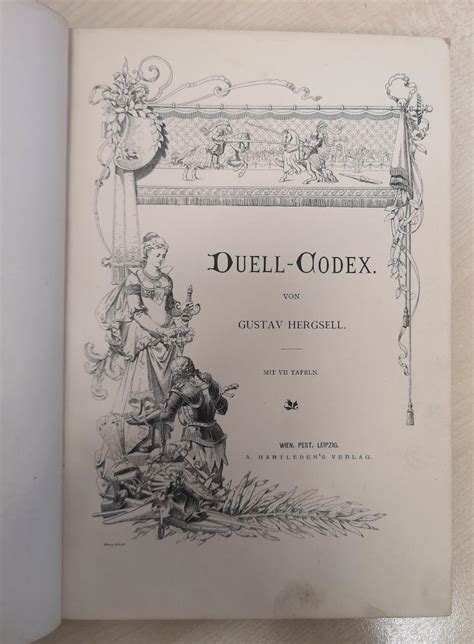 DUELL-CODEX.
VON
GUSTAV HERGSELL.
MIT VII TAFELN.
WIEN. PEST. LEIPZIG.
A. HARTLEBEN'S VERLAG.